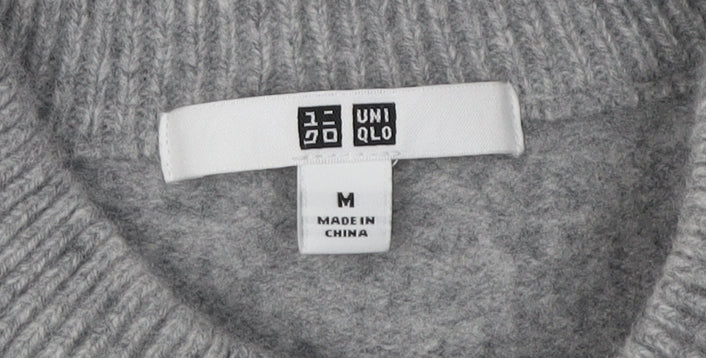 ユニ UNI
クロ QLO
M
MADE IN
CHINA